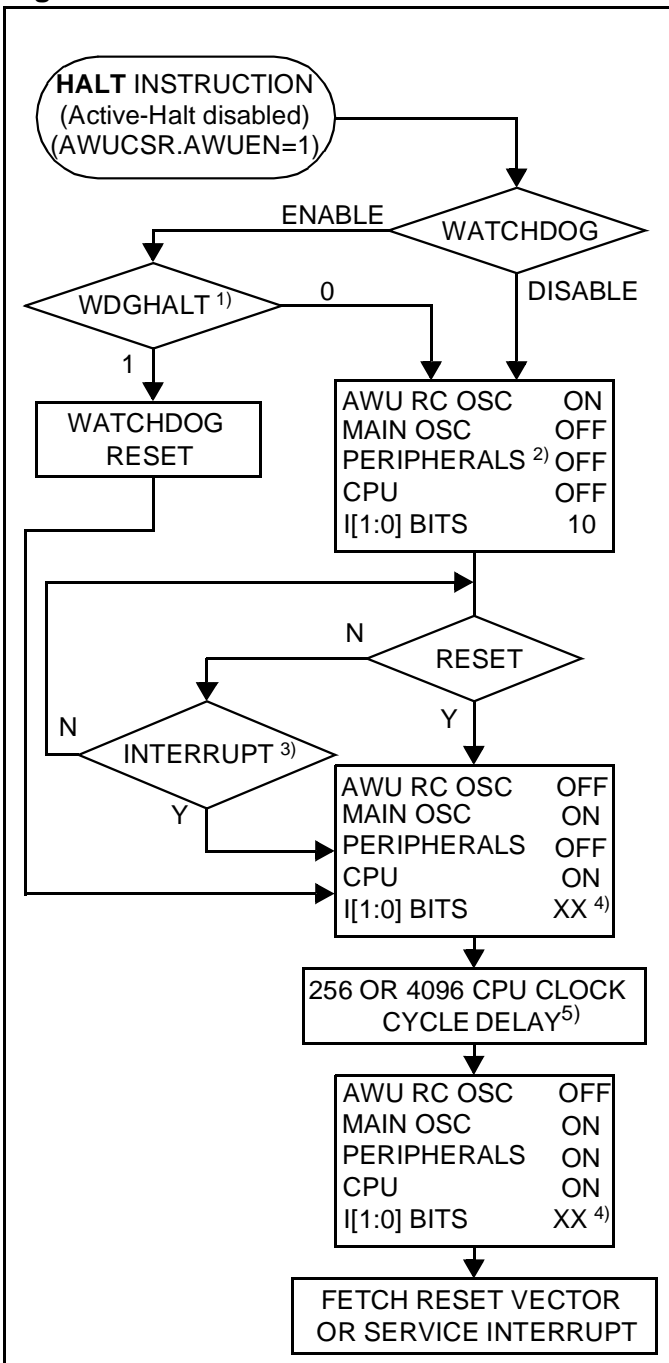 HALT INSTRUCTION
(Active-Halt disabled)
(AWUCSR.AWUEN=1)
ENABLE
WATCHDOG
WDGHALT 1)
0
DISABLE
1
WATCHDOG
RESET
AWU RC OSC ON
MAIN OSC OFF
PERIPHERALS 2) OFF
CPU OFF
I[1:0] BITS 10
N
RESET
N
Y
INTERRUPT 3)
Y
AWU RC OSC OFF
MAIN OSC ON
PERIPHERALS OFF
CPU ON
I[1:0] BITS XX 4)
256 OR 4096 CPU CLOCK
CYCLE DELAY5)
AWU RC OSC OFF
MAIN OSC ON
PERIPHERALS ON
CPU ON
I[1:0] BITS XX 4)
FETCH RESET VECTOR
OR SERVICE INTERRUPT